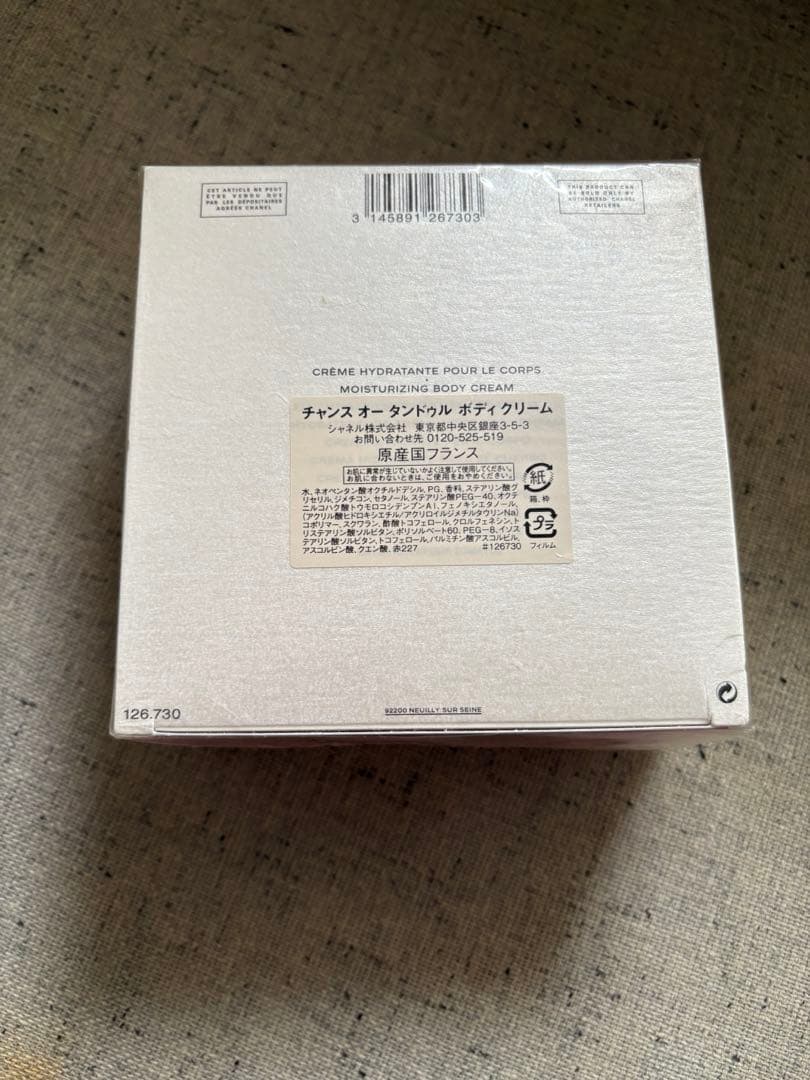 CET ARTICLE NE PEUT
ÊTRE VENDU QUE
PAR LES DÉPOSITAIRES
AGRÉÉS CHANEL
3 145891 267303
THIS PRODUCT CAN
BE SOLD ONLY BY
AUTHORIZED CHANEL
RETAILERS
CRÈME HYDRATANTE POUR LE CORPS
MOISTURIZING BODY CREAM
チャンス オー タンドゥル ボディ クリーム
シャネル株式会社 東京都中央区銀座3-5-3
お問い合わせ先 0120-525-519
原産国フランス
お肌に異常が生じていないかよく注意して使用してください。
お肌に合わないときは、ご使用をおやめください。
水、ネオペンタン酸オクチルドデシル、PG、香料、ステアリン酸グ
リセリル、ジメチコン、セタノール、ステアリン酸PEG-40、オクテ
ニルコハク酸トウモロコシデンプンAl、フェノキシエタノール、
(アクリル酸ヒドロキシエチル/アクリロイルジメチルタウリンNa)
コポリマー、スクワラン、酢酸トコフェロール、クロルフェネシン、ト
リステアリン酸ソルビタン、ポリソルベート60、PEG-8、イソス
テアリン酸ソルビタン、トコフェロール、パルミチン酸アスコルビル、
アスコルビン酸、クエン酸、赤227 #126730
紙
箱、枠
プラ
フィルム
126.730
92200 NEUILLY SUR SEINE